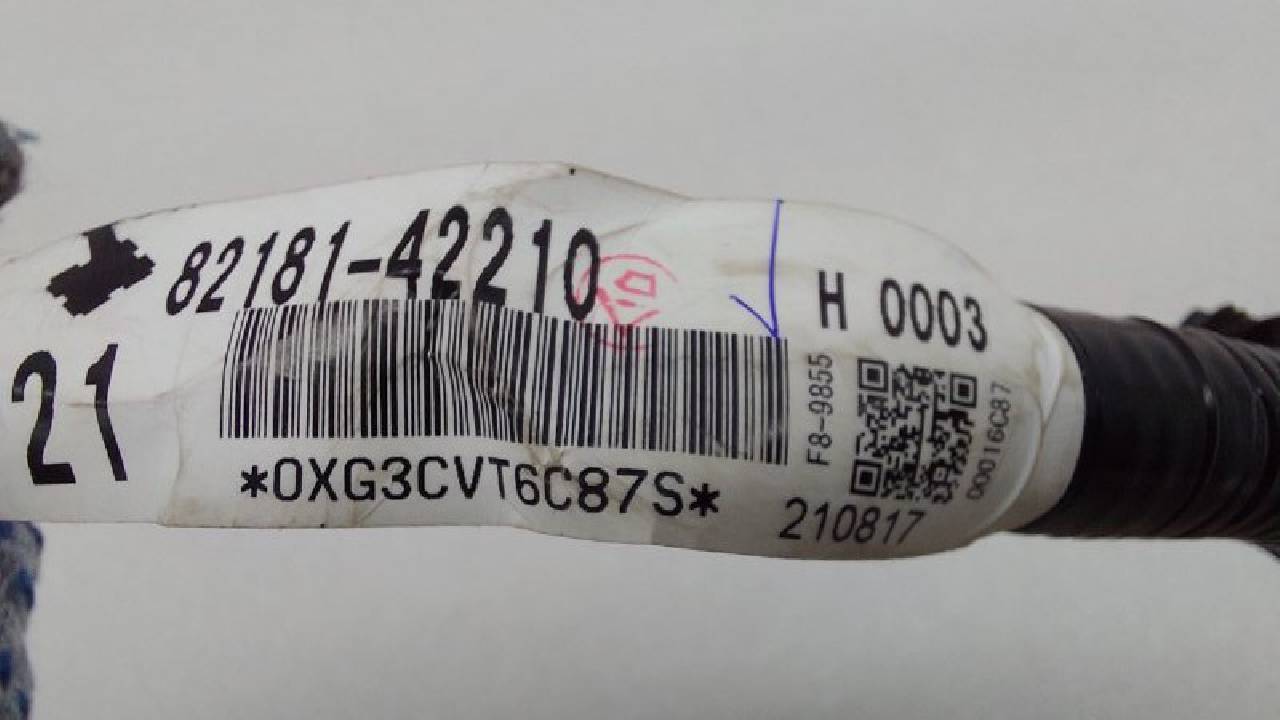 82181-42210
H 0003
21
F8-9855
00016C87
*0XG3CVT6C87S*
210817